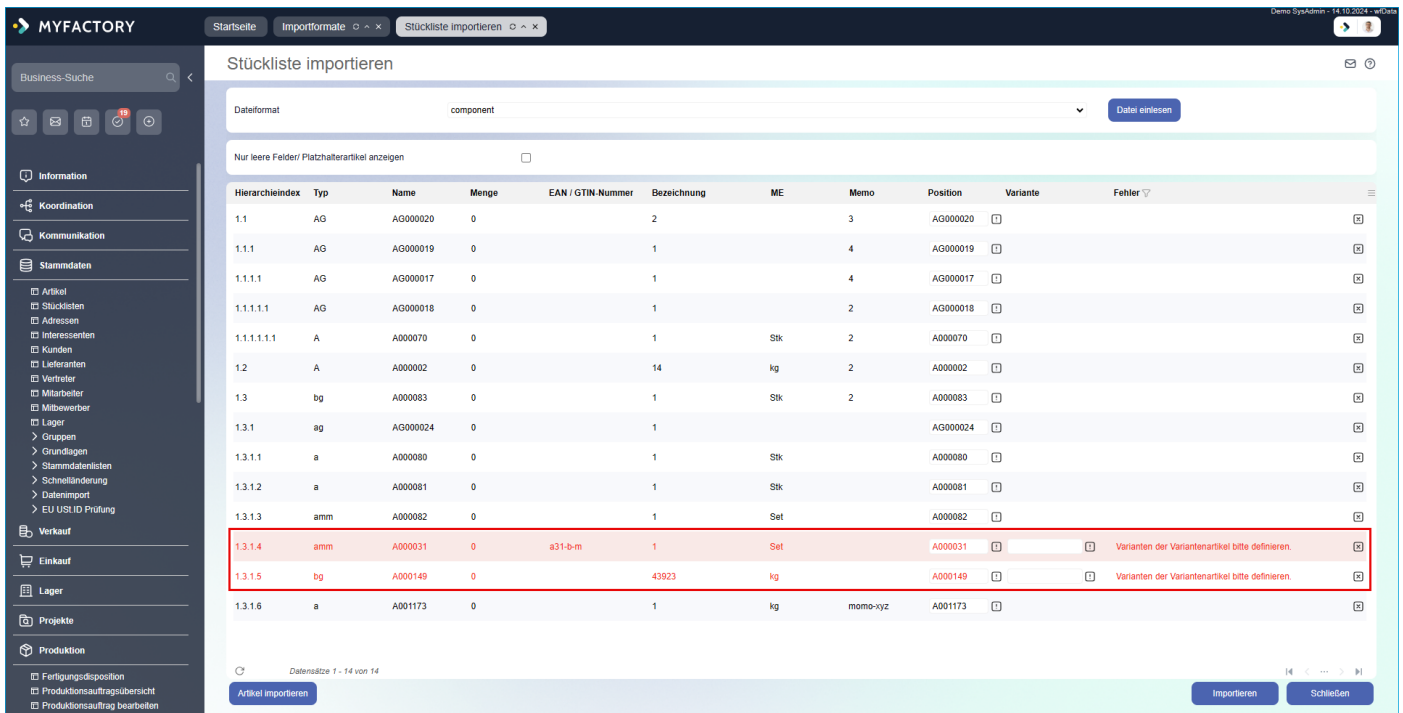 Demo SysAdmin - 14.10.2024 - wfData
MYFACTORY
Startseite Importformate Stückliste importieren
Business-Suche
Stückliste importieren
19
Dateiformat component Datei einlesen
Nur leere Felder/ Platzhalterartikel anzeigen
Information
Koordination
Kommunikation
Stammdaten
Artikel
Stücklisten
Adressen
Interessenten
Kunden
Lieferanten
Vertreter
Mitarbeiter
Mitbewerber
Lager
Gruppen
Grundlagen
Stammdatenlisten
Schnelländerung
Datenimport
EU USt.ID Prüfung
Verkauf
Einkauf
Lager
Projekte
Produktion
Fertigungsdisposition
Produktionsauftragsübersicht
Produktionsauftrag bearbeiten
Hierarchieindex Typ Name Menge EAN / GTIN-Nummer Bezeichnung ME Memo Position Variante Fehler
1.1 AG AG000020 0 2 3 AG000020
1.1.1 AG AG000019 0 1 4 AG000019
1.1.1.1 AG AG000017 0 1 4 AG000017
1.1.1.1.1 AG AG000018 0 1 2 AG000018
1.1.1.1.1.1 A A000070 0 1 Stk 2 A000070
1.2 A A000002 0 14 kg 2 A000002
1.3 bg A000083 0 1 Stk 2 A000083
1.3.1 ag AG000024 0 1 AG000024
1.3.1.1 a A000080 0 1 Stk A000080
1.3.1.2 a A000081 0 1 Stk A000081
1.3.1.3 amm A000082 0 1 Set A000082
1.3.1.4 amm A000031 0 a31-b-m 1 Set A000031 Varianten der Variantenartikel bitte definieren.
1.3.1.5 bg A000149 0 43923 kg A000149 Varianten der Variantenartikel bitte definieren.
1.3.1.6 a A001173 0 1 kg momo-xyz A001173
Datensätze 1 - 14 von 14
Artikel importieren Importieren Schließen